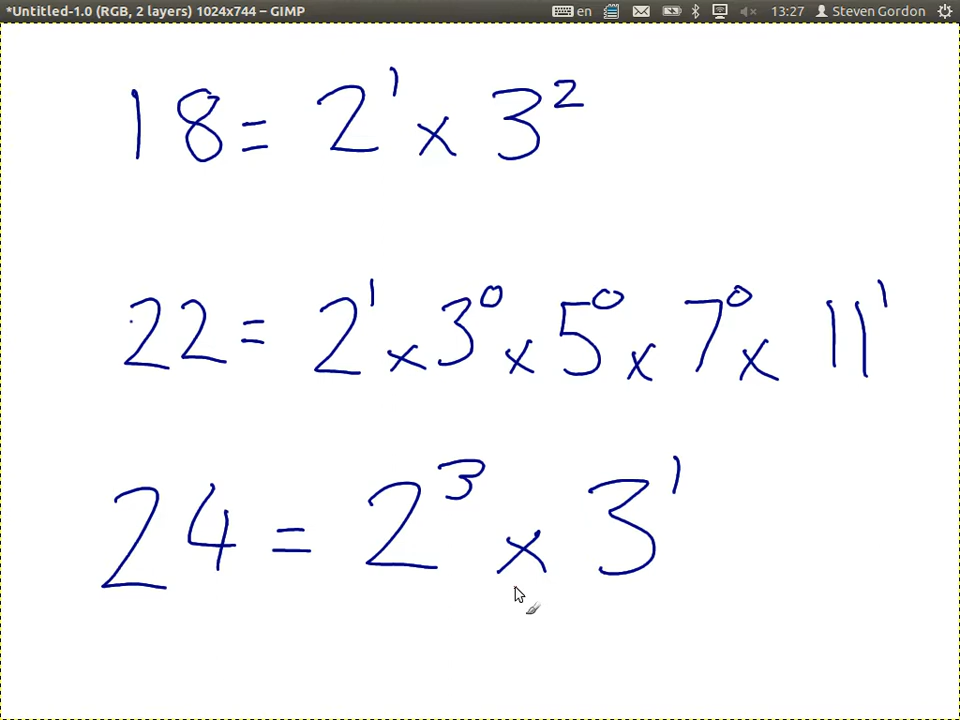 *Untitled-1.0 (RGB, 2 layers) 1024x744 – GIMP en 13:27 Steven Gordon
18 = 2¹ x 3²
22 = 2¹ x 3⁰ x 5⁰ x 7⁰ x 11¹
24 = 2³ x 3¹